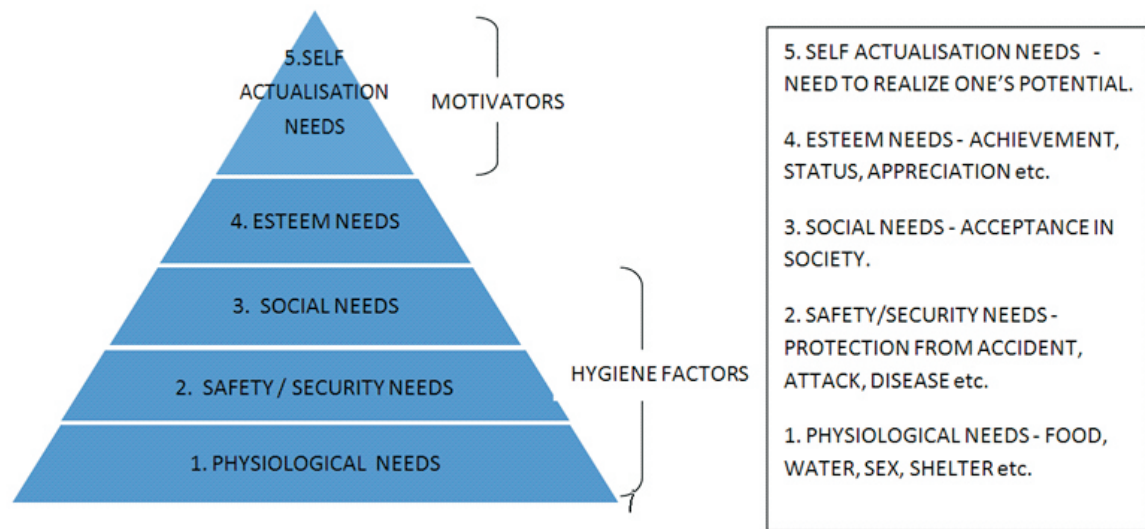 5.SELF
ACTUALISATION
NEEDS
MOTIVATORS
4. ESTEEM NEEDS
3. SOCIAL NEEDS
2. SAFETY / SECURITY NEEDS
HYGIENE FACTORS
1. PHYSIOLOGICAL NEEDS
5. SELF ACTUALISATION NEEDS -
NEED TO REALIZE ONE'S POTENTIAL.
4. ESTEEM NEEDS - ACHIEVEMENT,
STATUS, APPRECIATION etc.
3. SOCIAL NEEDS - ACCEPTANCE IN
SOCIETY.
2. SAFETY/SECURITY NEEDS -
PROTECTION FROM ACCIDENT,
ATTACK, DISEASE etc.
1. PHYSIOLOGICAL NEEDS - FOOD,
WATER, SEX, SHELTER etc.